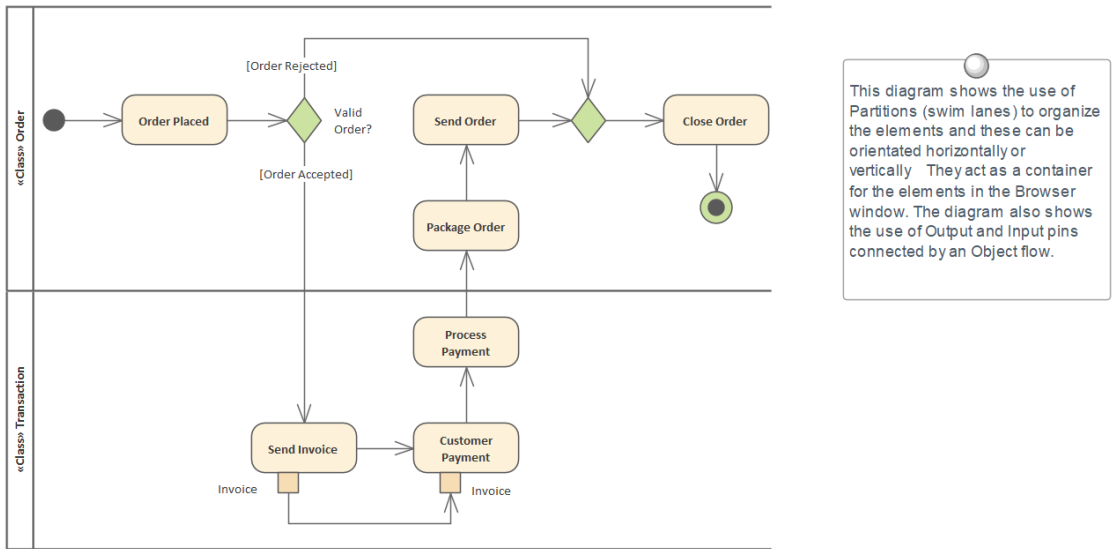 «Class» Order
Order Placed
[Order Rejected]
Valid
Order?
[Order Accepted]
Send Order
Package Order
Close Order
«Class» Transaction
Process
Payment
Send Invoice
Customer
Payment
Invoice
Invoice
This diagram shows the use of
Partitions (swim lanes) to organize
the elements and these can be
orientated horizontally or
vertically They act as a container
for the elements in the Browser
window. The diagram also shows
the use of Output and Input pins
connected by an Object flow.